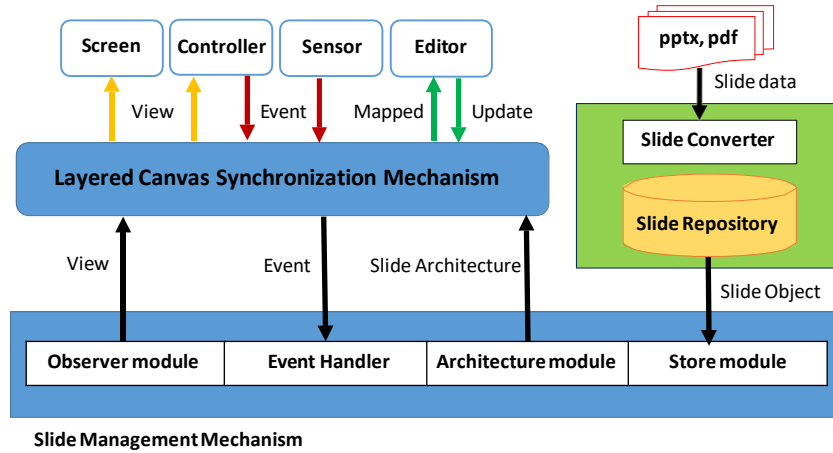 Screen
Controller
Sensor
Editor
pptx, pdf
View
Event
Mapped
Update
Slide data
Slide Converter
Layered Canvas Synchronization Mechanism
Slide Repository
View
Event
Slide Architecture
Slide Object
Observer module
Event Handler
Architecture module
Store module
Slide Management Mechanism